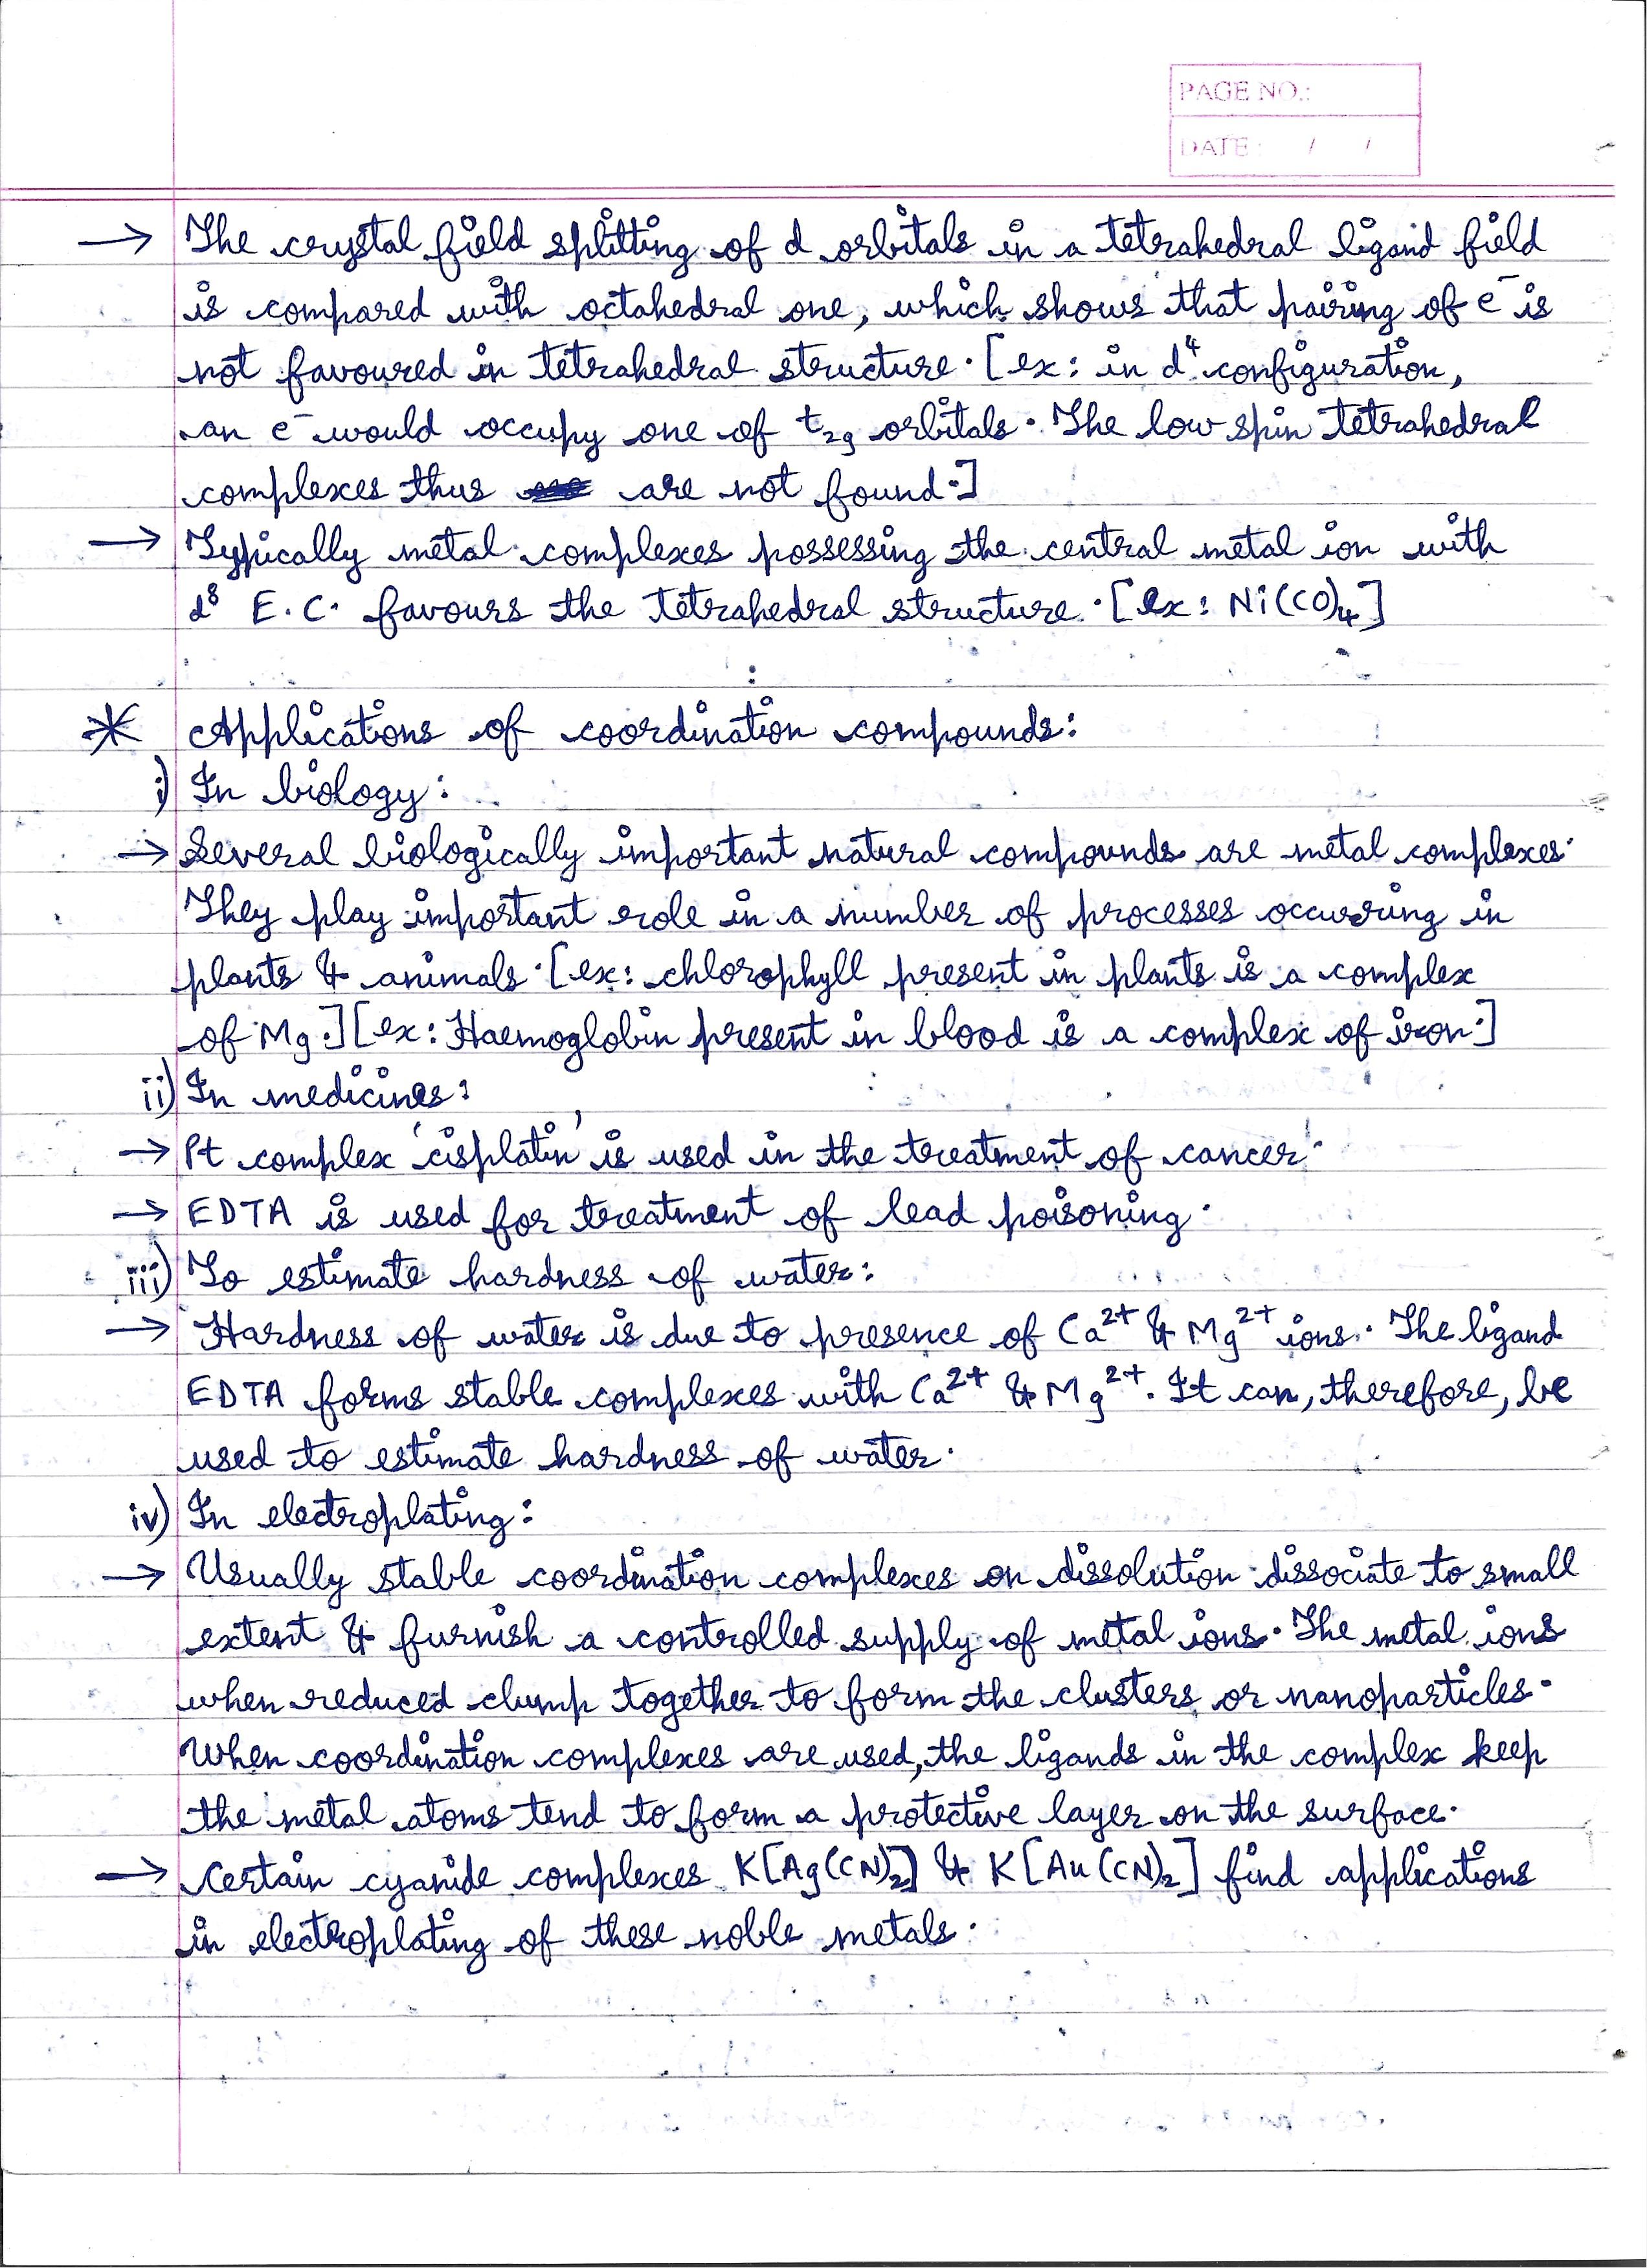 PAGE NO.:
DATE: / /
→ The crystal field splitting of d orbitals in a tetrahedral ligand field
is compared with octahedral one, which shows that pairing of e⁻ is
not favoured in tetrahedral structure. [ex: in d⁴ configuration,
an e⁻ would occupy one of t₂g orbitals. The low spin tetrahedral
complexes thus are not found.]
→ Typically metal complexes possessing the central metal ion with
d⁸ E.C. favours the tetrahedral structure. [ex: Ni(CO)₄]
* Applications of coordination compounds:
i) In biology:
→ Several biologically important natural compounds are metal complexes.
They play important role in a number of processes occurring in
plants & animals. [ex: chlorophyll present in plants is a complex
of Mg.] [ex: Haemoglobin present in blood is a complex of iron.]
ii) In medicines:
→ Pt complex 'cisplatin' is used in the treatment of cancer.
→ EDTA is used for treatment of lead poisoning.
iii) To estimate hardness of water:
→ Hardness of water is due to presence of Ca²⁺ & Mg²⁺ ions. The ligand
EDTA forms stable complexes with Ca²⁺ & Mg²⁺. It can, therefore, be
used to estimate hardness of water.
iv) In electroplating:
→ Usually stable coordination complexes on dissolution dissociate to small
extent & furnish a controlled supply of metal ions. The metal ions
when reduced clump together to form the clusters or nanoparticles.
When coordination complexes are used, the ligands in the complex keep
the metal atoms tend to form a protective layer on the surface.
→ Certain cyanide complexes K[Ag(CN)₂] & K[Au(CN)₂] find applications
in electroplating of these noble metals.